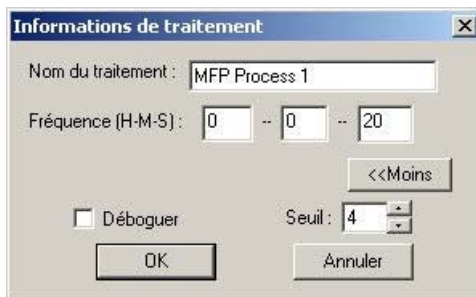 Informations de traitement
Nom du traitement : MFP Process 1
Fréquence (H-M-S) : 0 -- 0 -- 20
<<Moins
Déboguer Seuil : 4
OK Annuler